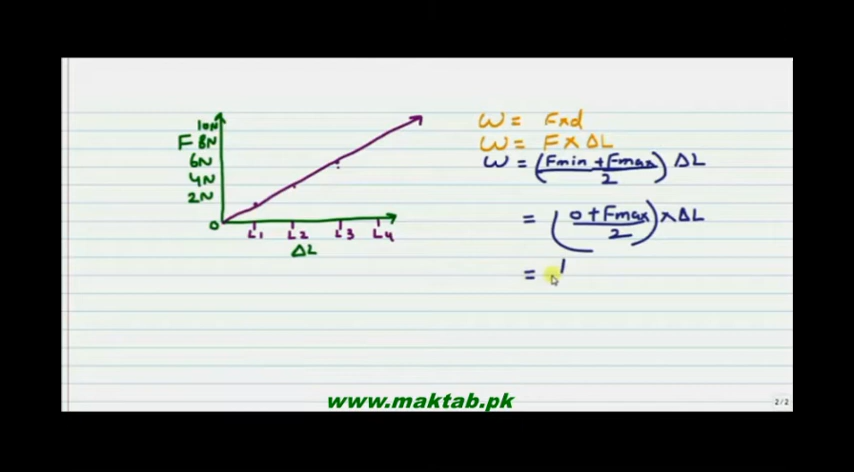 10N
F 8N
6N
4N
2N
0
L1 L2 L3 L4
ΔL
W = Fxd
W = F x ΔL
W = (Fmin + Fmax / 2) ΔL
= (0 + Fmax / 2) x ΔL
=
www.maktab.pk
2 / 2